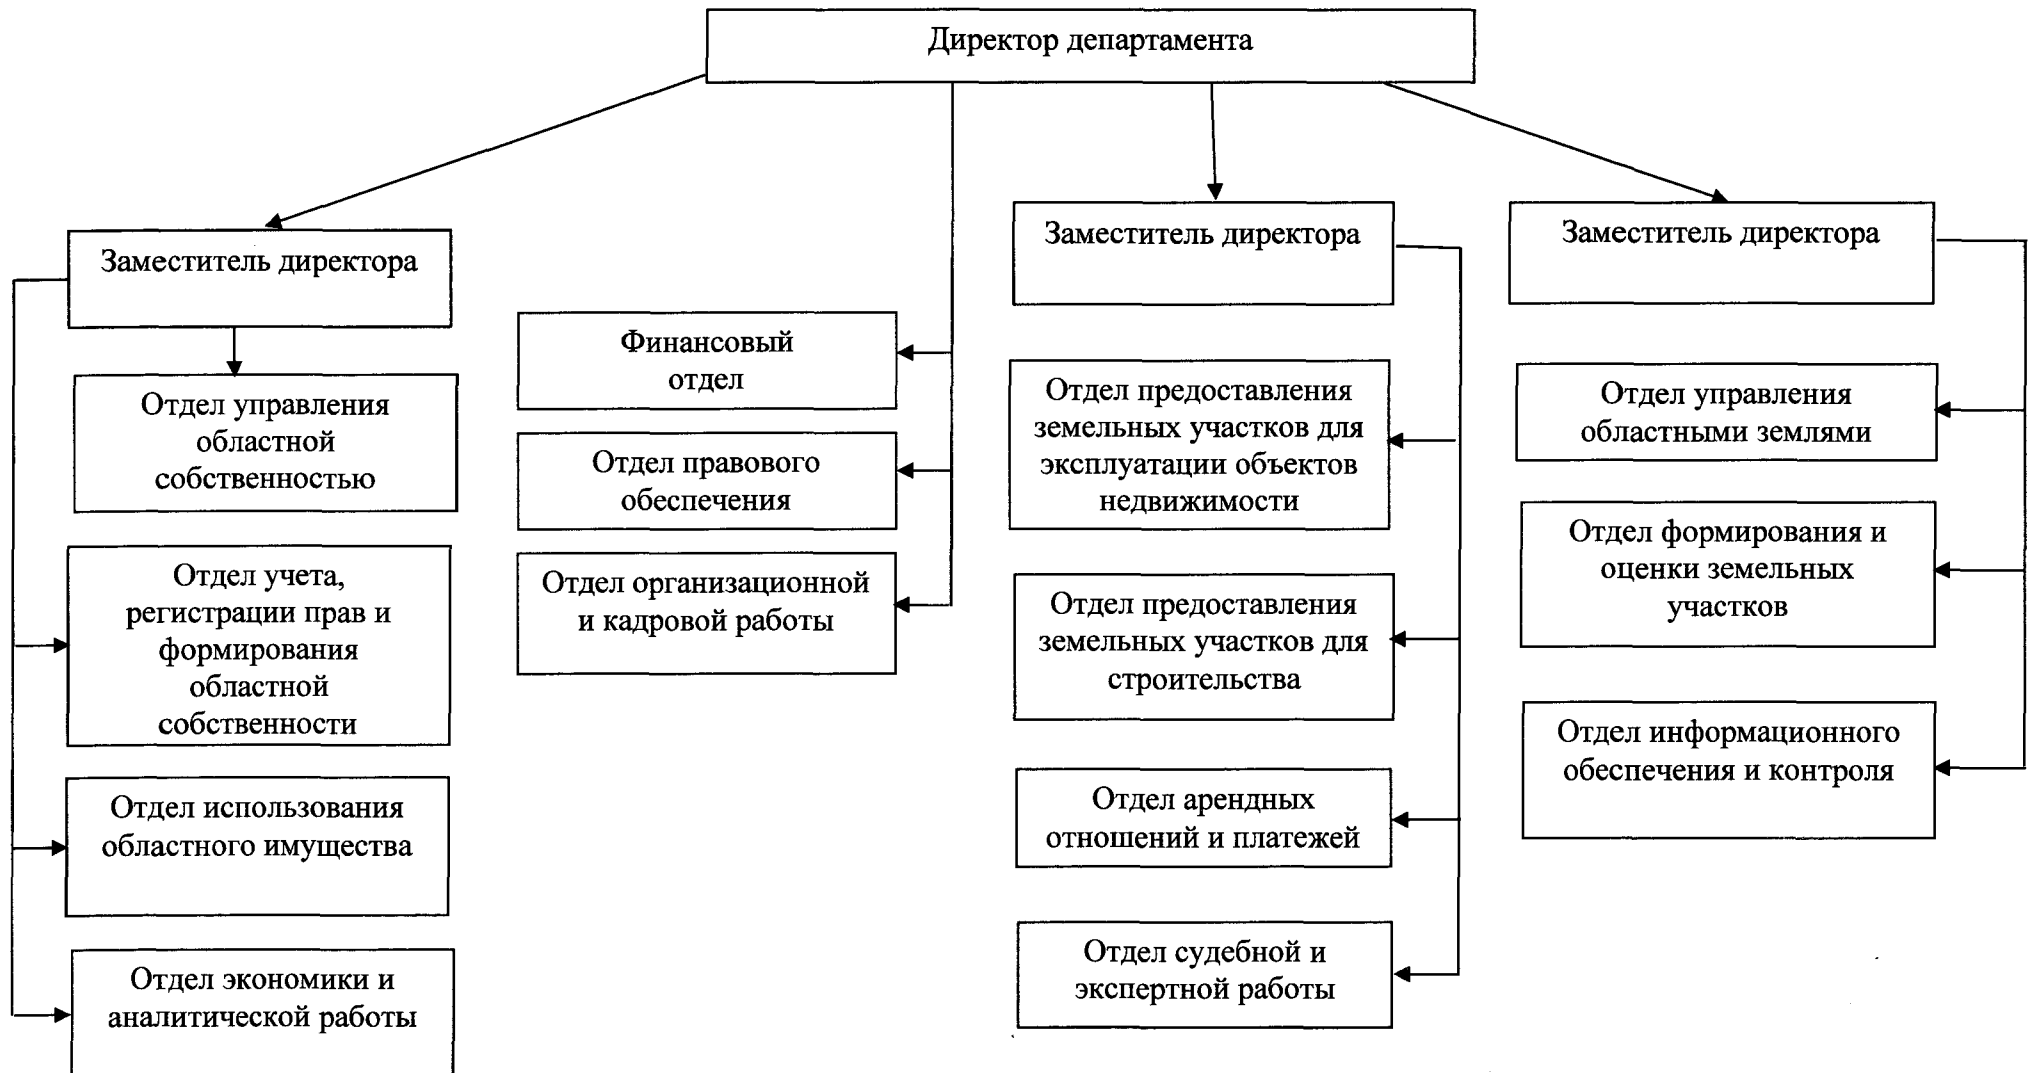 Директор департамента
Заместитель директора
Отдел управления
областной
собственностью
Отдел учета,
регистрации прав и
формирования
областной
собственности
Отдел использования
областного имущества
Отдел экономики и
аналитической работы
Финансовый
отдел
Отдел правового
обеспечения
Отдел организационной
и кадровой работы
Заместитель директора
Отдел предоставления
земельных участков для
эксплуатации объектов
недвижимости
Отдел предоставления
земельных участков для
строительства
Отдел арендных
отношений и платежей
Отдел судебной и
экспертной работы
Заместитель директора
Отдел управления
областными землями
Отдел формирования и
оценки земельных
участков
Отдел информационного
обеспечения и контроля